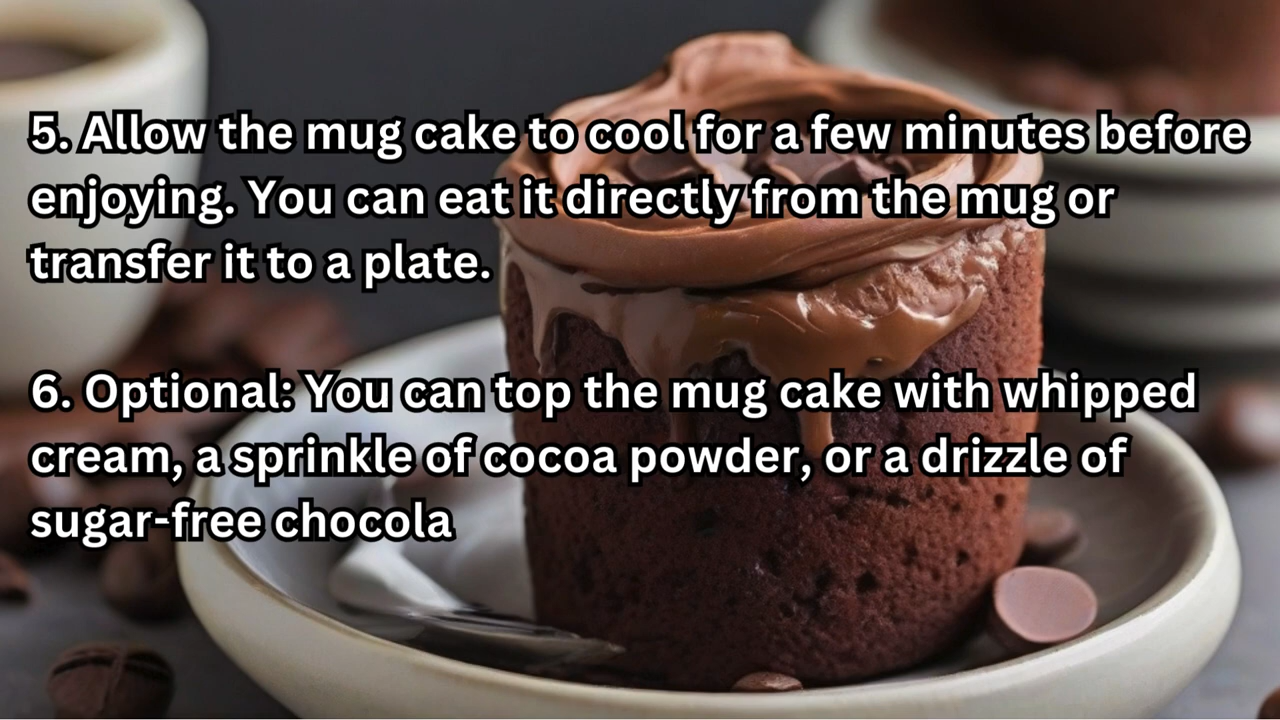 5. Allow the mug cake to cool for a few minutes before
enjoying. You can eat it directly from the mug or
transfer it to a plate.
6. Optional: You can top the mug cake with whipped
cream, a sprinkle of cocoa powder, or a drizzle of
sugar-free chocola